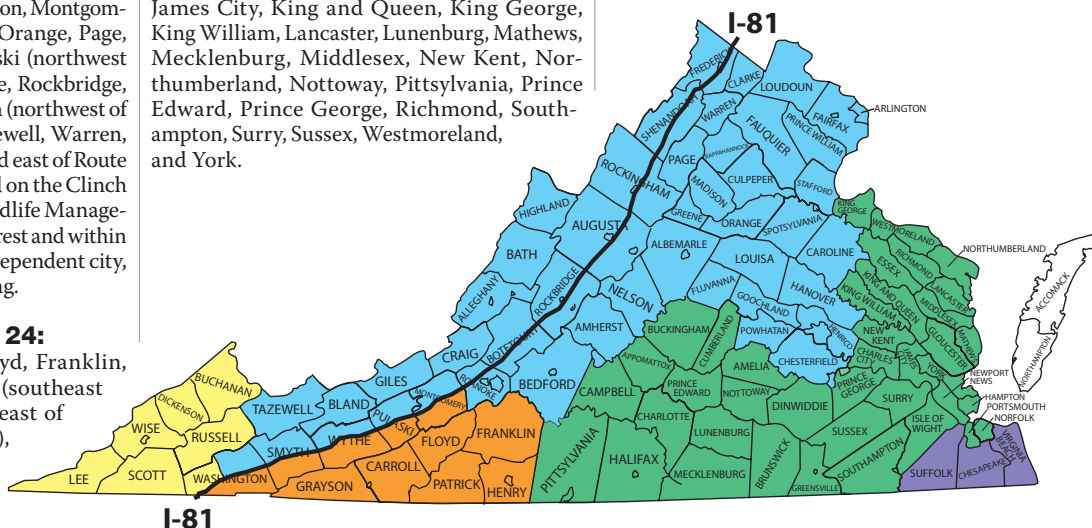 on, Montgom-
Orange, Page,
ski (northwest
e, Rockbridge,
n (northwest of
ewell, Warren,
d east of Route
l on the Clinch
dlife Manage-
rest and within
ependent city,
ng.
24:
yd, Franklin,
(southeast
east of
),
James City, King and Queen, King George,
King William, Lancaster, Lunenburg, Mathews,
Mecklenburg, Middlesex, New Kent, Nor-
thumberland, Nottoway, Pittsylvania, Prince
Edward, Prince George, Richmond, South-
ampton, Surry, Sussex, Westmoreland,
and York.
I-81
FREDERICK
CLARKE
LOUDOUN
SHENANDOAH
WARREN
FAUQUIER
PRINCE WILLIAM
FAIRFAX
ARLINGTON
ROCKINGHAM
PAGE
RAPPAHANNOCK
MADISON
CULPEPER
STAFFORD
HIGHLAND
AUGUSTA
GREENE
ORANGE
SPOTSYLVANIA
KING
GEORGE
WESTMORELAND
BATH
ALBEMARLE
LOUISA
CAROLINE
ESSEX
RICHMOND
NORTHUMBERLAND
ALLEGHANY
ROCKBRIDGE
NELSON
FLUVANNA
GOOCHLAND
HANOVER
KING AND QUEEN
KING WILLIAM
LANCASTER
MIDDLESEX
ACCOMACK
AMHERST
BUCKINGHAM
CUMBERLAND
POWHATAN
HENRICO
NEW
KENT
GLOUCESTER
MATHEWS
NORTHAMPTON
CRAIG
BOTETOURT
APPOMATTOX
AMELIA
CHESTERFIELD
CHARLES
CITY
JAMES
YORK
NEWPORT
NEWS
BUCHANAN
DICKENSON
TAZEWELL
BLAND
GILES
MONTGOMERY
ROANOKE
BEDFORD
CAMPBELL
PRINCE
EDWARD
NOTTOWAY
PRINCE
GEORGE
SURRY
HAMPTON
PORTSMOUTH
NORFOLK
WISE
RUSSELL
SMYTH
WYTHE
PULASKI
FLOYD
FRANKLIN
PITTSYLVANIA
CHARLOTTE
LUNENBURG
DINWIDDIE
SUSSEX
ISLE OF
WIGHT
LEE
SCOTT
WASHINGTON
GRAYSON
CARROLL
PATRICK
HENRY
HALIFAX
MECKLENBURG
BRUNSWICK
GREENSVILLE
SOUTHAMPTON
SUFFOLK
CHESAPEAKE
VIRGINIA
BEACH
I-81